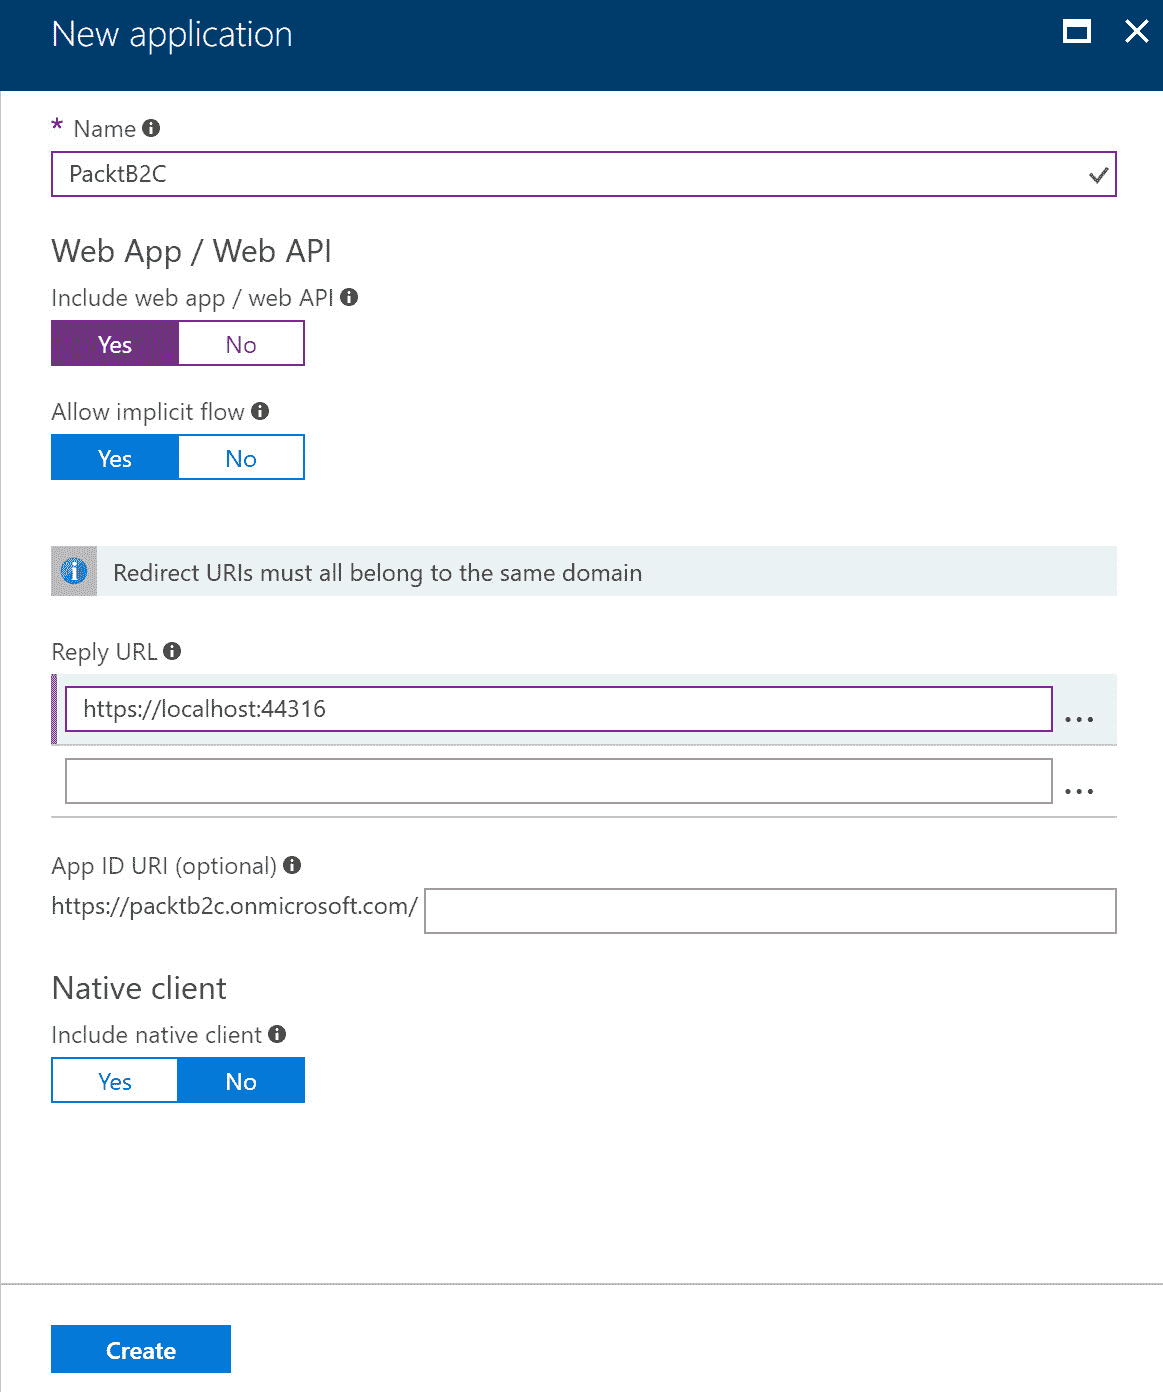 New application
* Name
PacktB2C
Web App / Web API
Include web app / web API
Yes No
Allow implicit flow
Yes No
Redirect URIs must all belong to the same domain
Reply URL
https://localhost:44316
...
...
App ID URI (optional)
https://packtb2c.onmicrosoft.com/
Native client
Include native client
Yes No
Create